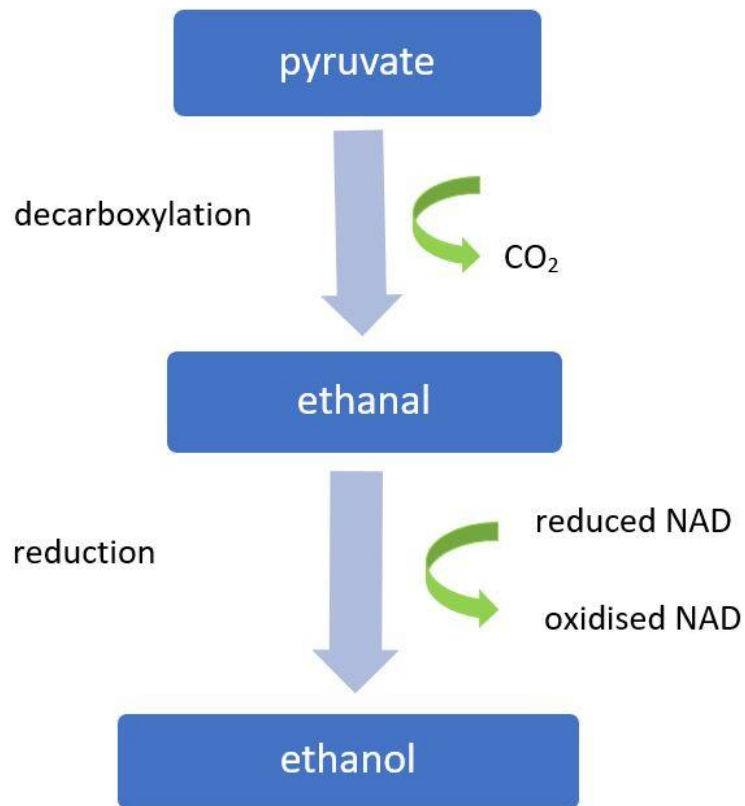 pyruvate
decarboxylation
CO₂
ethanal
reduced NAD
reduction
oxidised NAD
ethanol